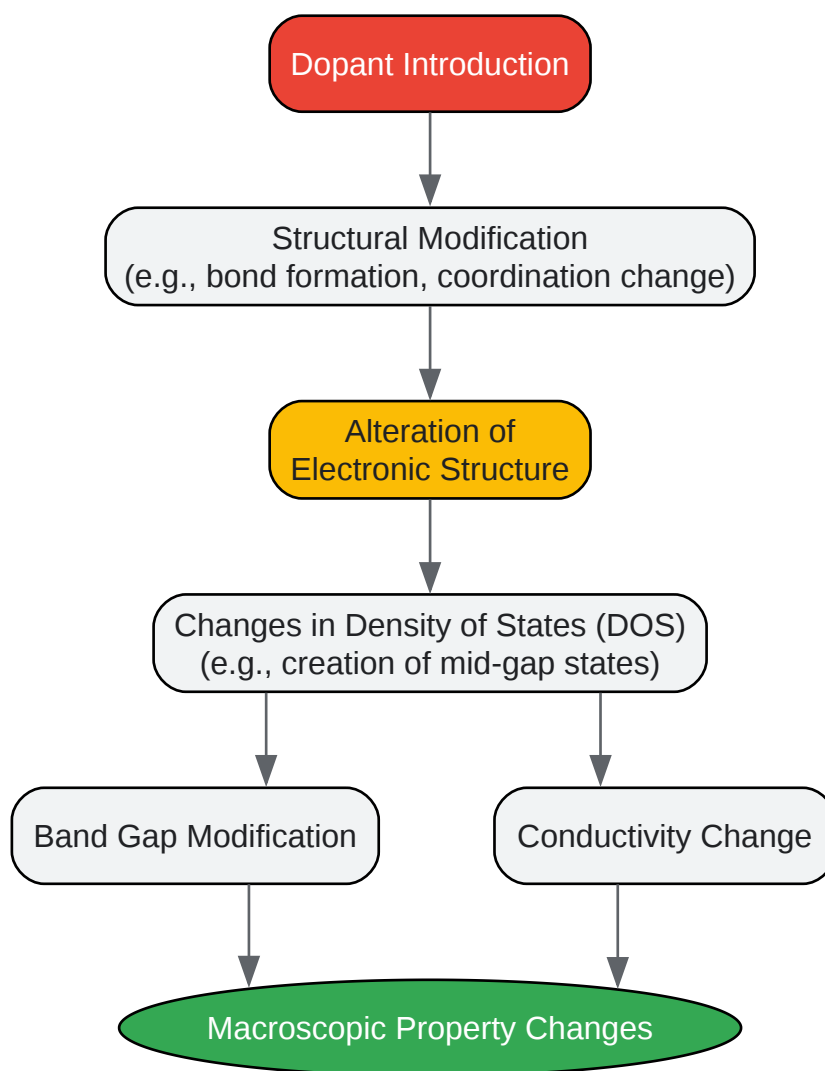 Dopant Introduction
Structural Modification
(e.g., bond formation, coordination change)
Alteration of
Electronic Structure
Changes in Density of States (DOS)
(e.g., creation of mid-gap states)
Band Gap Modification
Conductivity Change
Macroscopic Property Changes